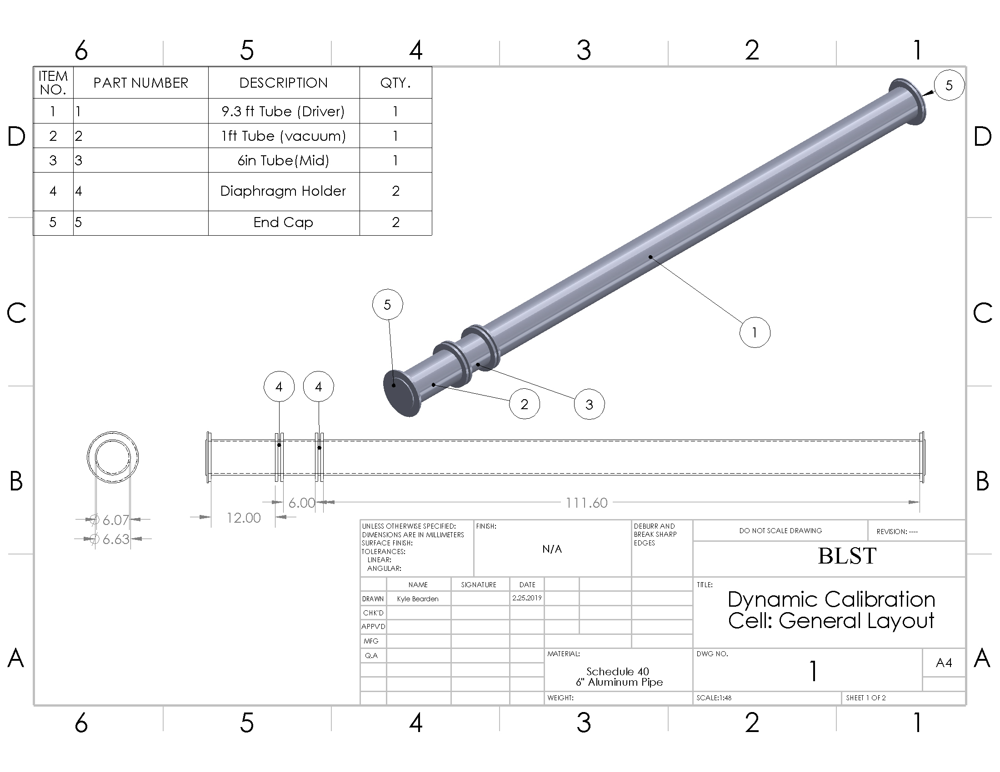 6 5 4 3 2 1
ITEM NO. PART NUMBER DESCRIPTION QTY.
1 1 9.3 ft Tube (Driver) 1
2 2 1ft Tube (vacuum) 1
3 3 6in Tube(Mid) 1
4 4 Diaphragm Holder 2
5 5 End Cap 2
5
D D
1
5
C C
4 4
2 3
B B
6.00 111.60
12.00
∅ 6.07
∅ 6.63
UNLESS OTHERWISE SPECIFIED:
DIMENSIONS ARE IN MILLIMETERS
SURFACE FINISH:
TOLERANCES:
LINEAR:
ANGULAR:
FINISH:
N/A
DEBURR AND
BREAK SHARP
EDGES
DO NOT SCALE DRAWING
REVISION: ----
BLST
NAME SIGNATURE DATE
DRAWN Kyle Bearden 2.25.2019
CHK'D
APPV'D
MFG
Q.A
TITLE:
Dynamic Calibration
Cell: General Layout
MATERIAL:
Schedule 40
6" Aluminum Pipe
DWG NO.
1
A4
WEIGHT:
SCALE:1:48
SHEET 1 OF 2
A A
6 5 4 3 2 1